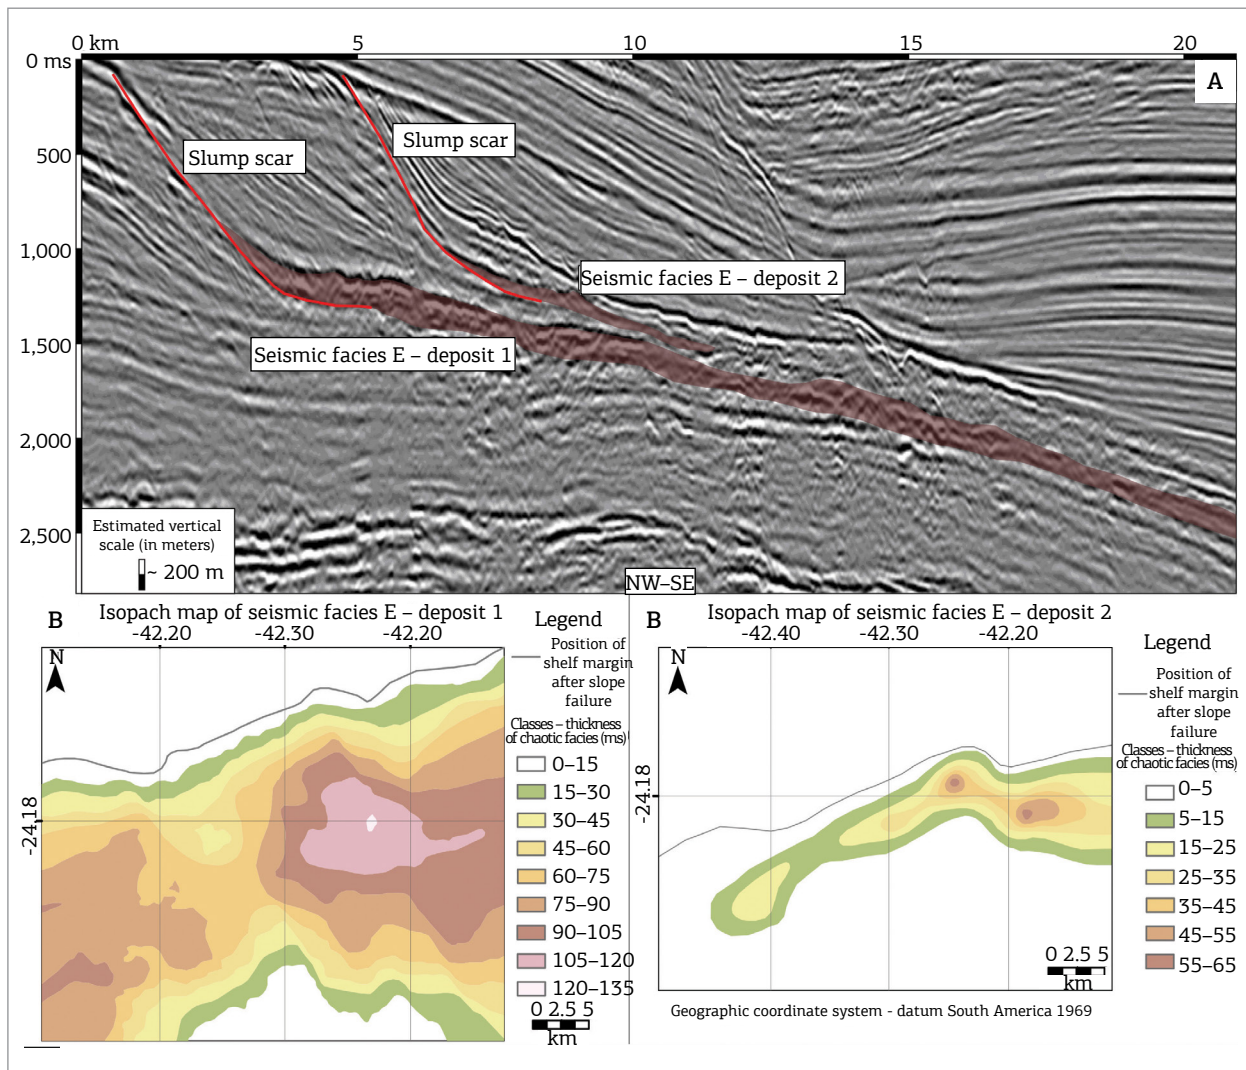 0 km
5
10
15
20
0 ms
A
Slump scar
Slump scar
500
1,000
Seismic facies E – deposit 2
1,500
Seismic facies E – deposit 1
2,000
2,500
Estimated vertical
scale (in meters)
~ 200 m
NW–SE
B
Isopach map of seismic facies E – deposit 1
-42.20
-42.30
-42.20
N
-24.18
Legend
Position of
shelf margin
after slope
failure
Classes – thickness
of chaotic facies (ms)
0–15
15–30
30–45
45–60
60–75
75–90
90–105
105–120
120–135
0 2.5 5
km
B
Isopach map of seismic facies E – deposit 2
-42.40
-42.30
-42.20
N
-24.18
Legend
Position of
shelf margin
after slope
failure
Classes – thickness
of chaotic facies (ms)
0–5
5–15
15–25
25–35
35–45
45–55
55–65
0 2.5 5
km
Geographic coordinate system - datum South America 1969